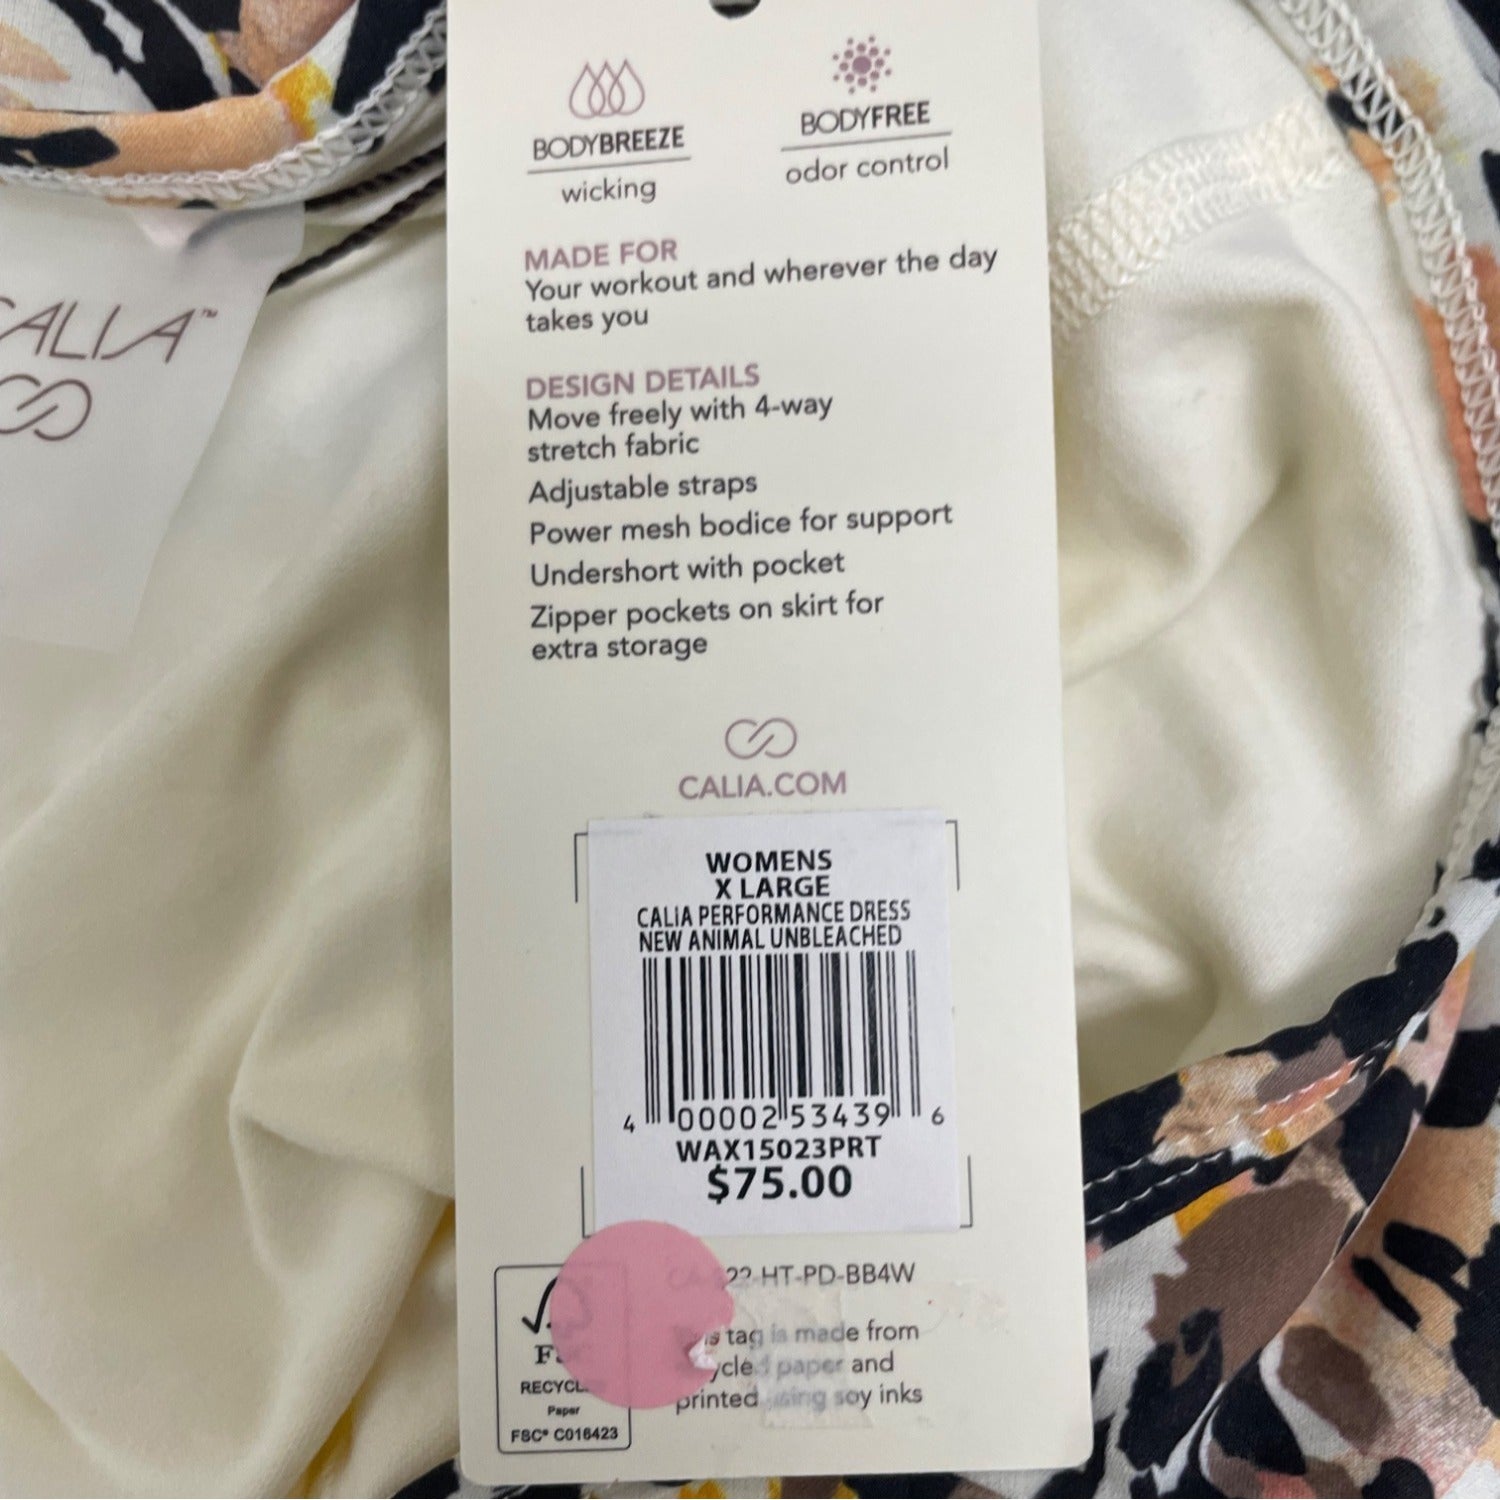 BODYBREEZE
wicking
BODYFREE
odor control
MADE FOR
Your workout and wherever the day
takes you
DESIGN DETAILS
Move freely with 4-way
stretch fabric
Adjustable straps
Power mesh bodice for support
Undershort with pocket
Zipper pockets on skirt for
extra storage
CALIA.COM
WOMENS
X LARGE
CALIA PERFORMANCE DRESS
NEW ANIMAL UNBLEACHED
4 00002 53439 6
WAX15023PRT
$75.00
22-HT-PD-BB4W
tag is made from
paper and
printed using soy inks
Paper
FSC® C016423
CALIA™